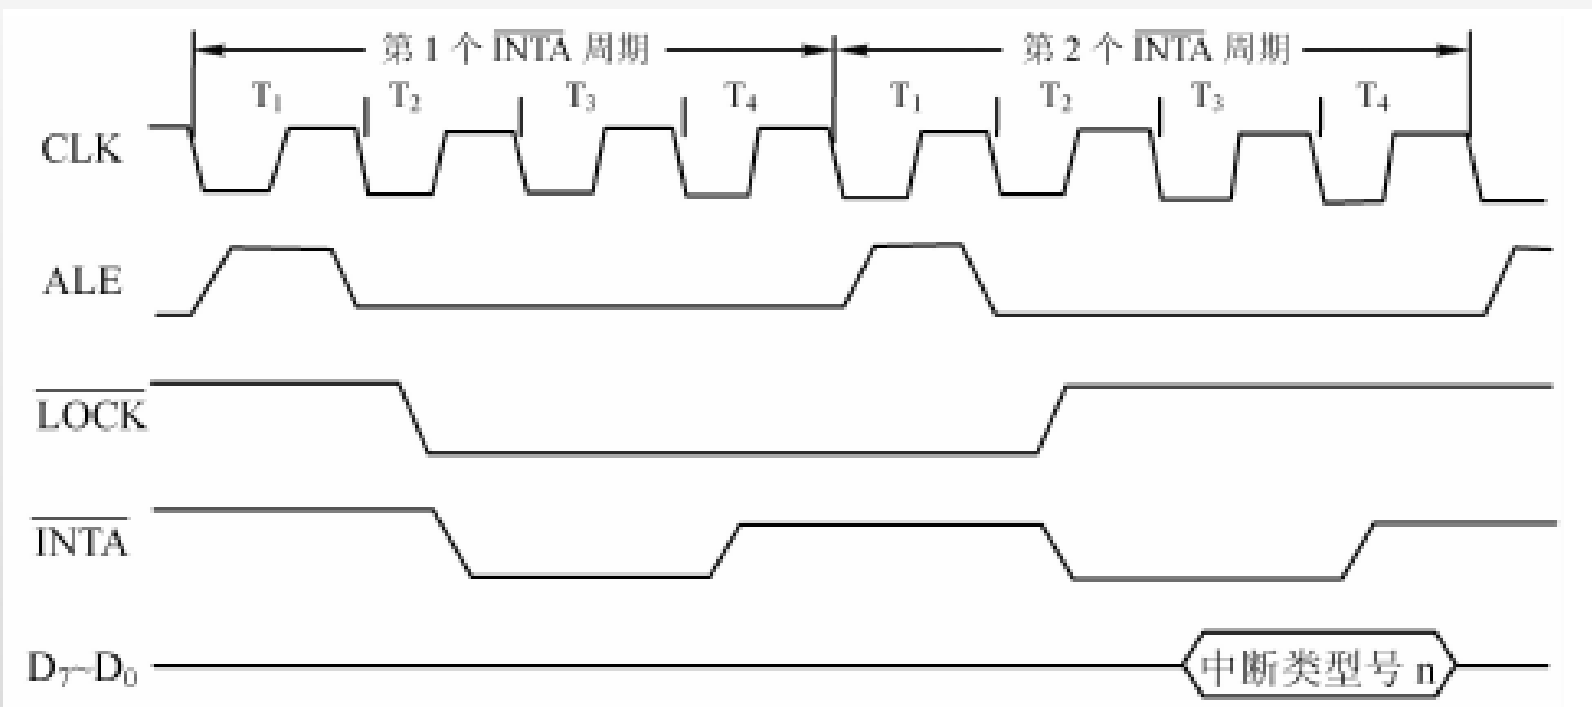 第 1 个 INTA 周期 第 2 个 INTA 周期
T1 T2 T3 T4 T1 T2 T3 T4
CLK
ALE
LOCK
INTA
D7~D0 中断类型号 n